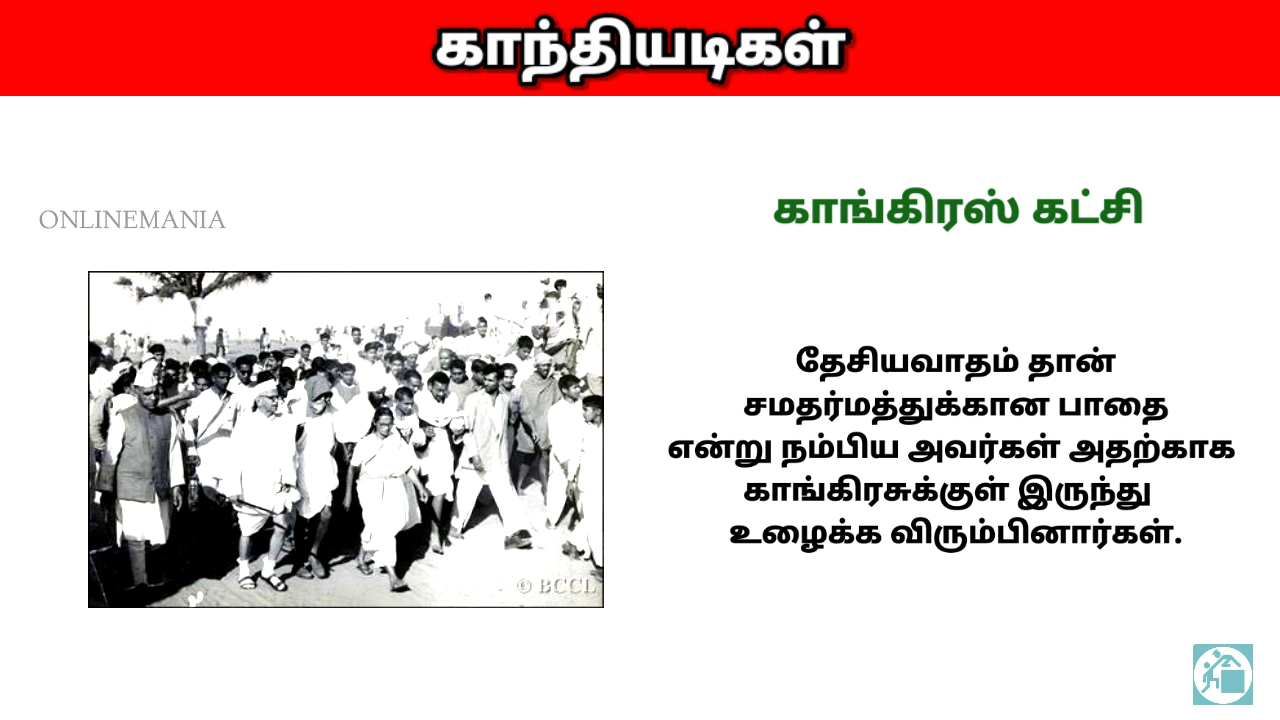 காந்தியடிகள்
ONLINEMANIA
காங்கிரஸ் கட்சி
தேசியவாதம் தான்
சமதர்மத்துக்கான பாதை
என்று நம்பிய அவர்கள் அதற்காக
காங்கிரசுக்குள் இருந்து
உழைக்க விரும்பினார்கள்.
© BCCL